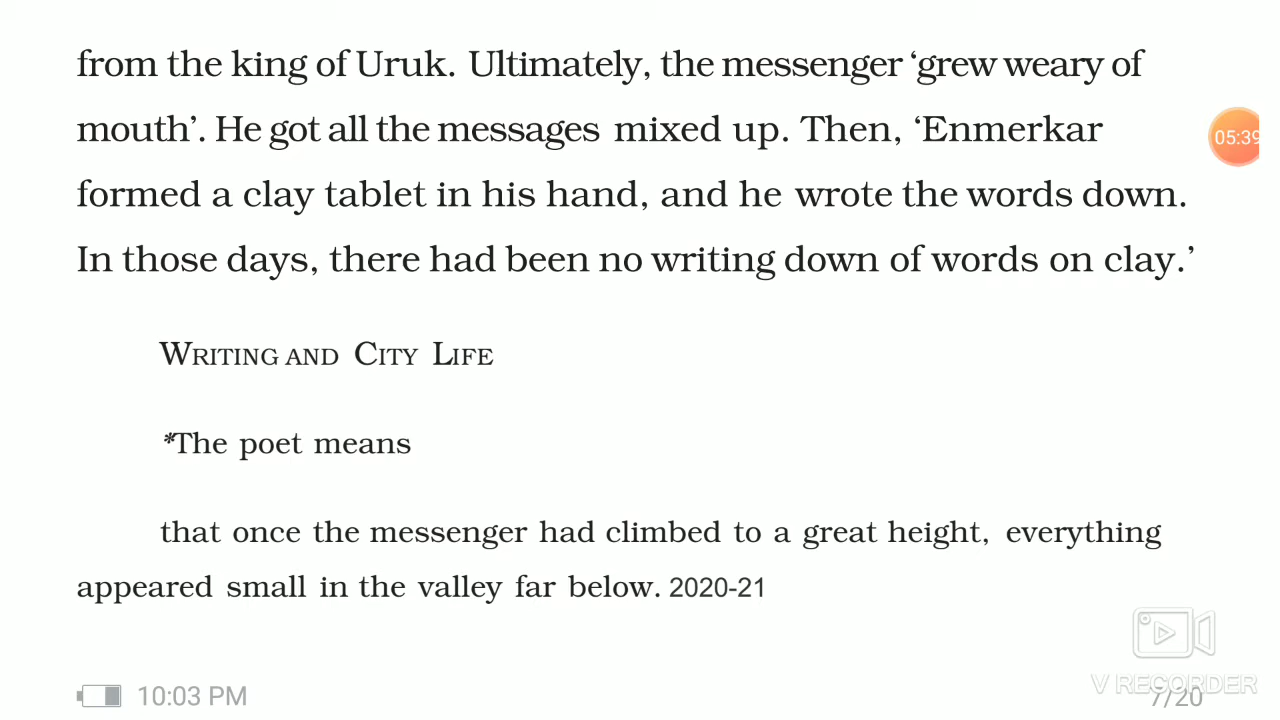 from the king of Uruk. Ultimately, the messenger ‘grew weary of
mouth’. He got all the messages mixed up. Then, ‘Enmerkar
05:39
formed a clay tablet in his hand, and he wrote the words down.
In those days, there had been no writing down of words on clay.’
WRITING AND CITY LIFE
*The poet means
that once the messenger had climbed to a great height, everything
appeared small in the valley far below. 2020-21
V RECORDER
10:03 PM
7/20